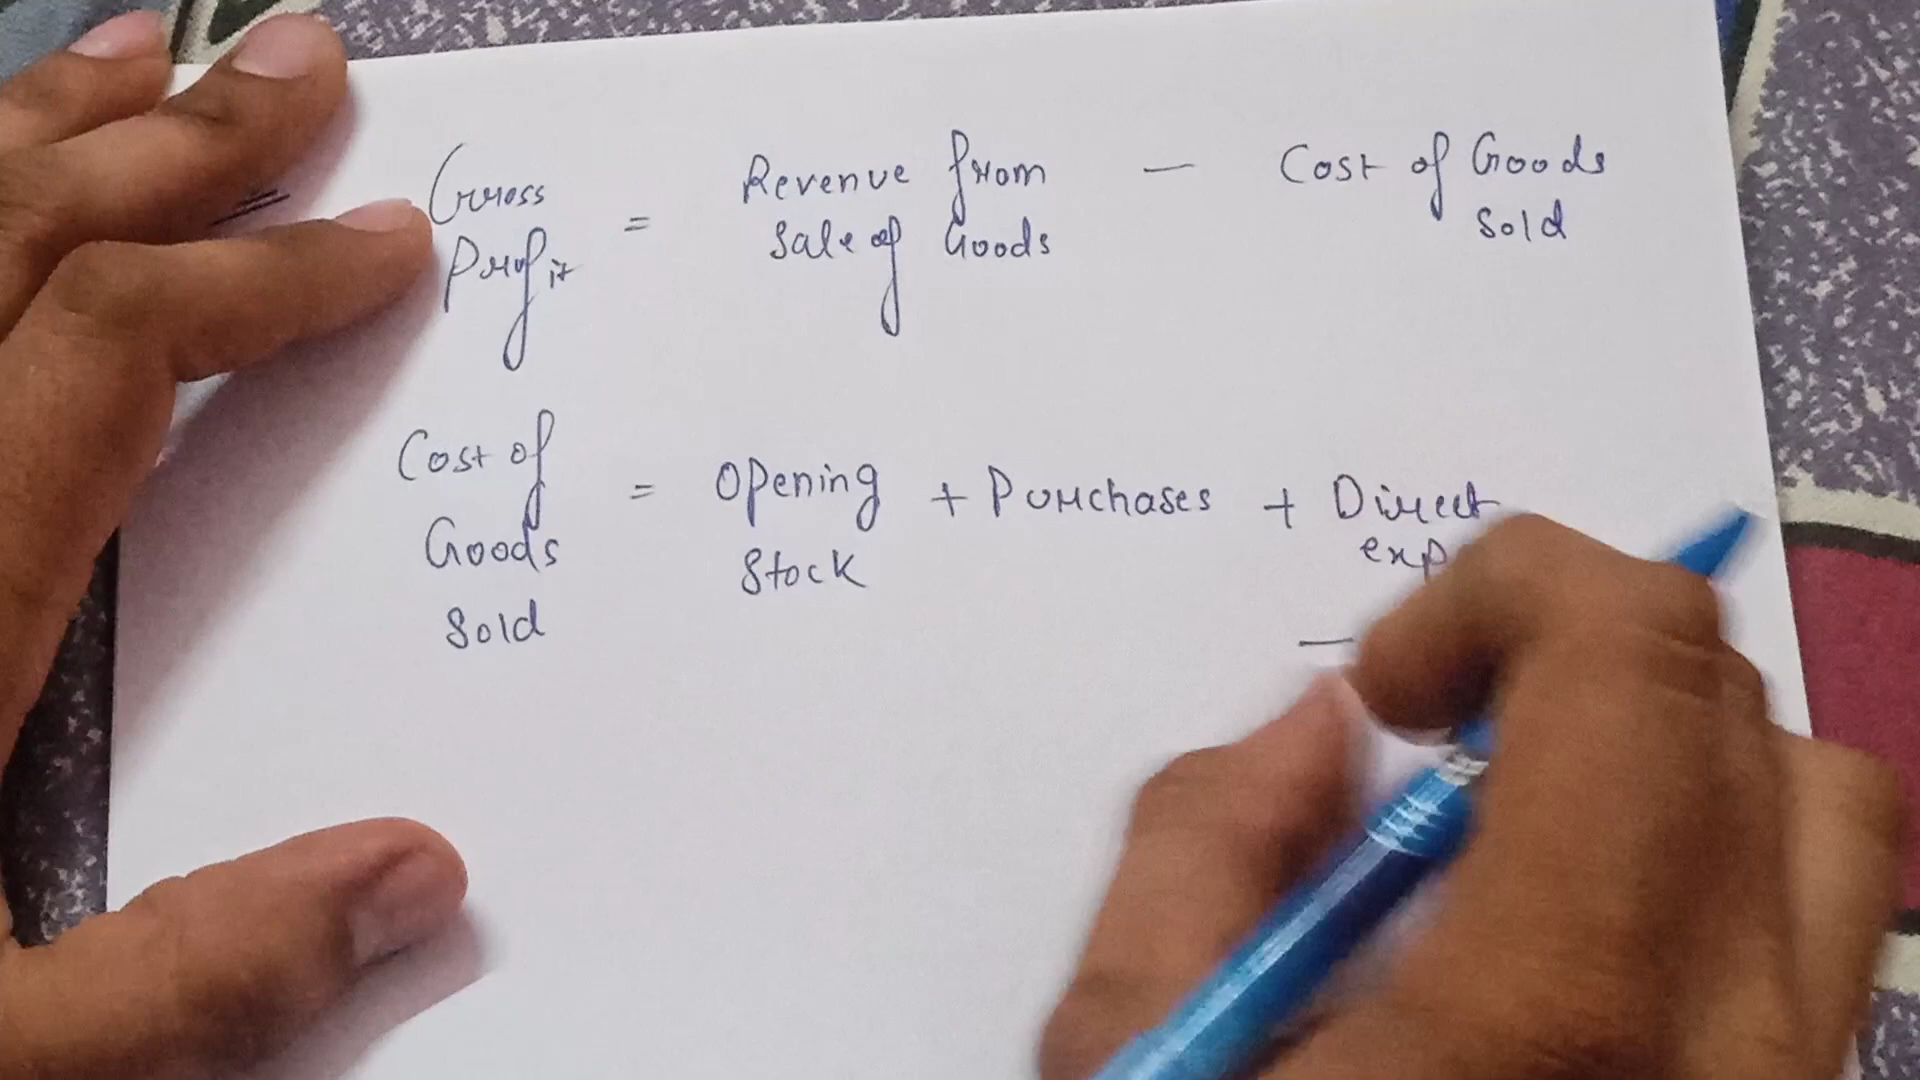 Gross
Profit = Revenue from — Cost of Goods
Sale of Goods Sold
Cost of
Goods = Opening + Purchases + Direct
Sold Stock exp
—